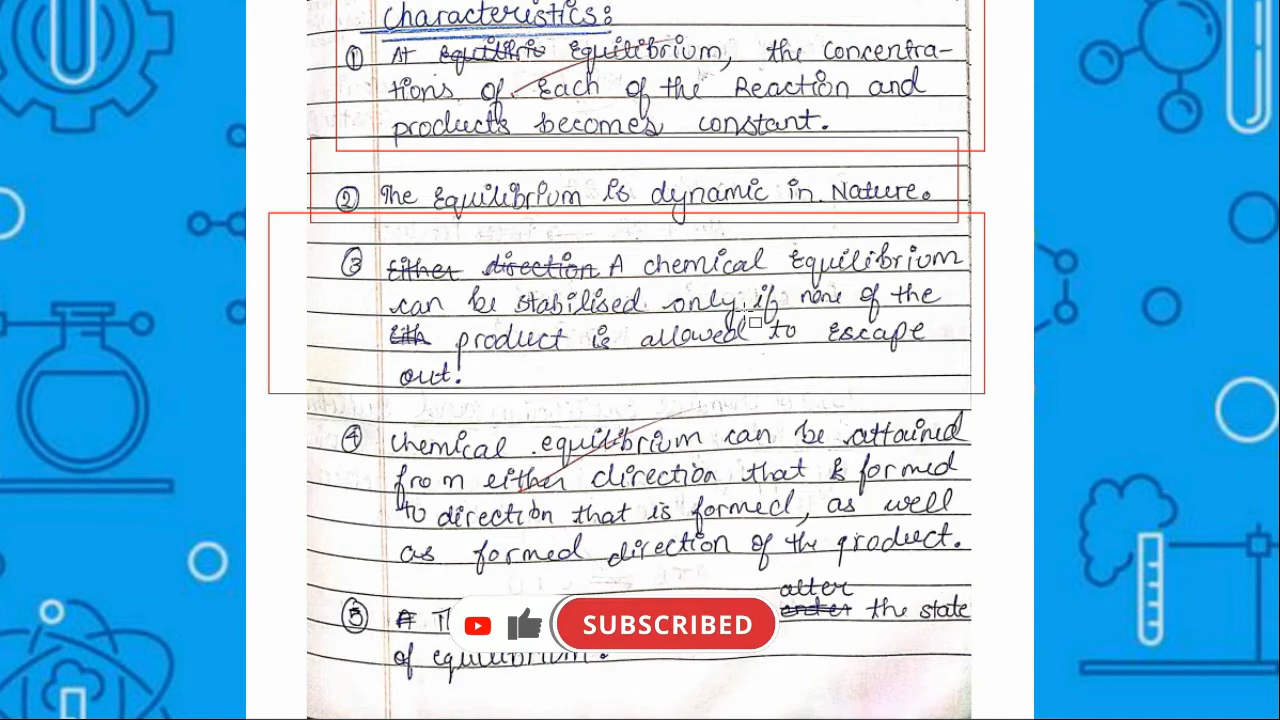 Characteristics:
① At equilibrium, the concentra-
tions of Each of the Reaction and
products becomes constant.
② The Equilibrium is dynamic in Nature.
③ Either direction A chemical Equilibrium
can be stabilised only if none of the
product is allowed to Escape
out!
④ Chemical equilibrium can be attained
from either direction that is formed
to direction that is formed, as well
as formed direction of the product.
alter
⑤ the state
of equilibrium.
SUBSCRIBED